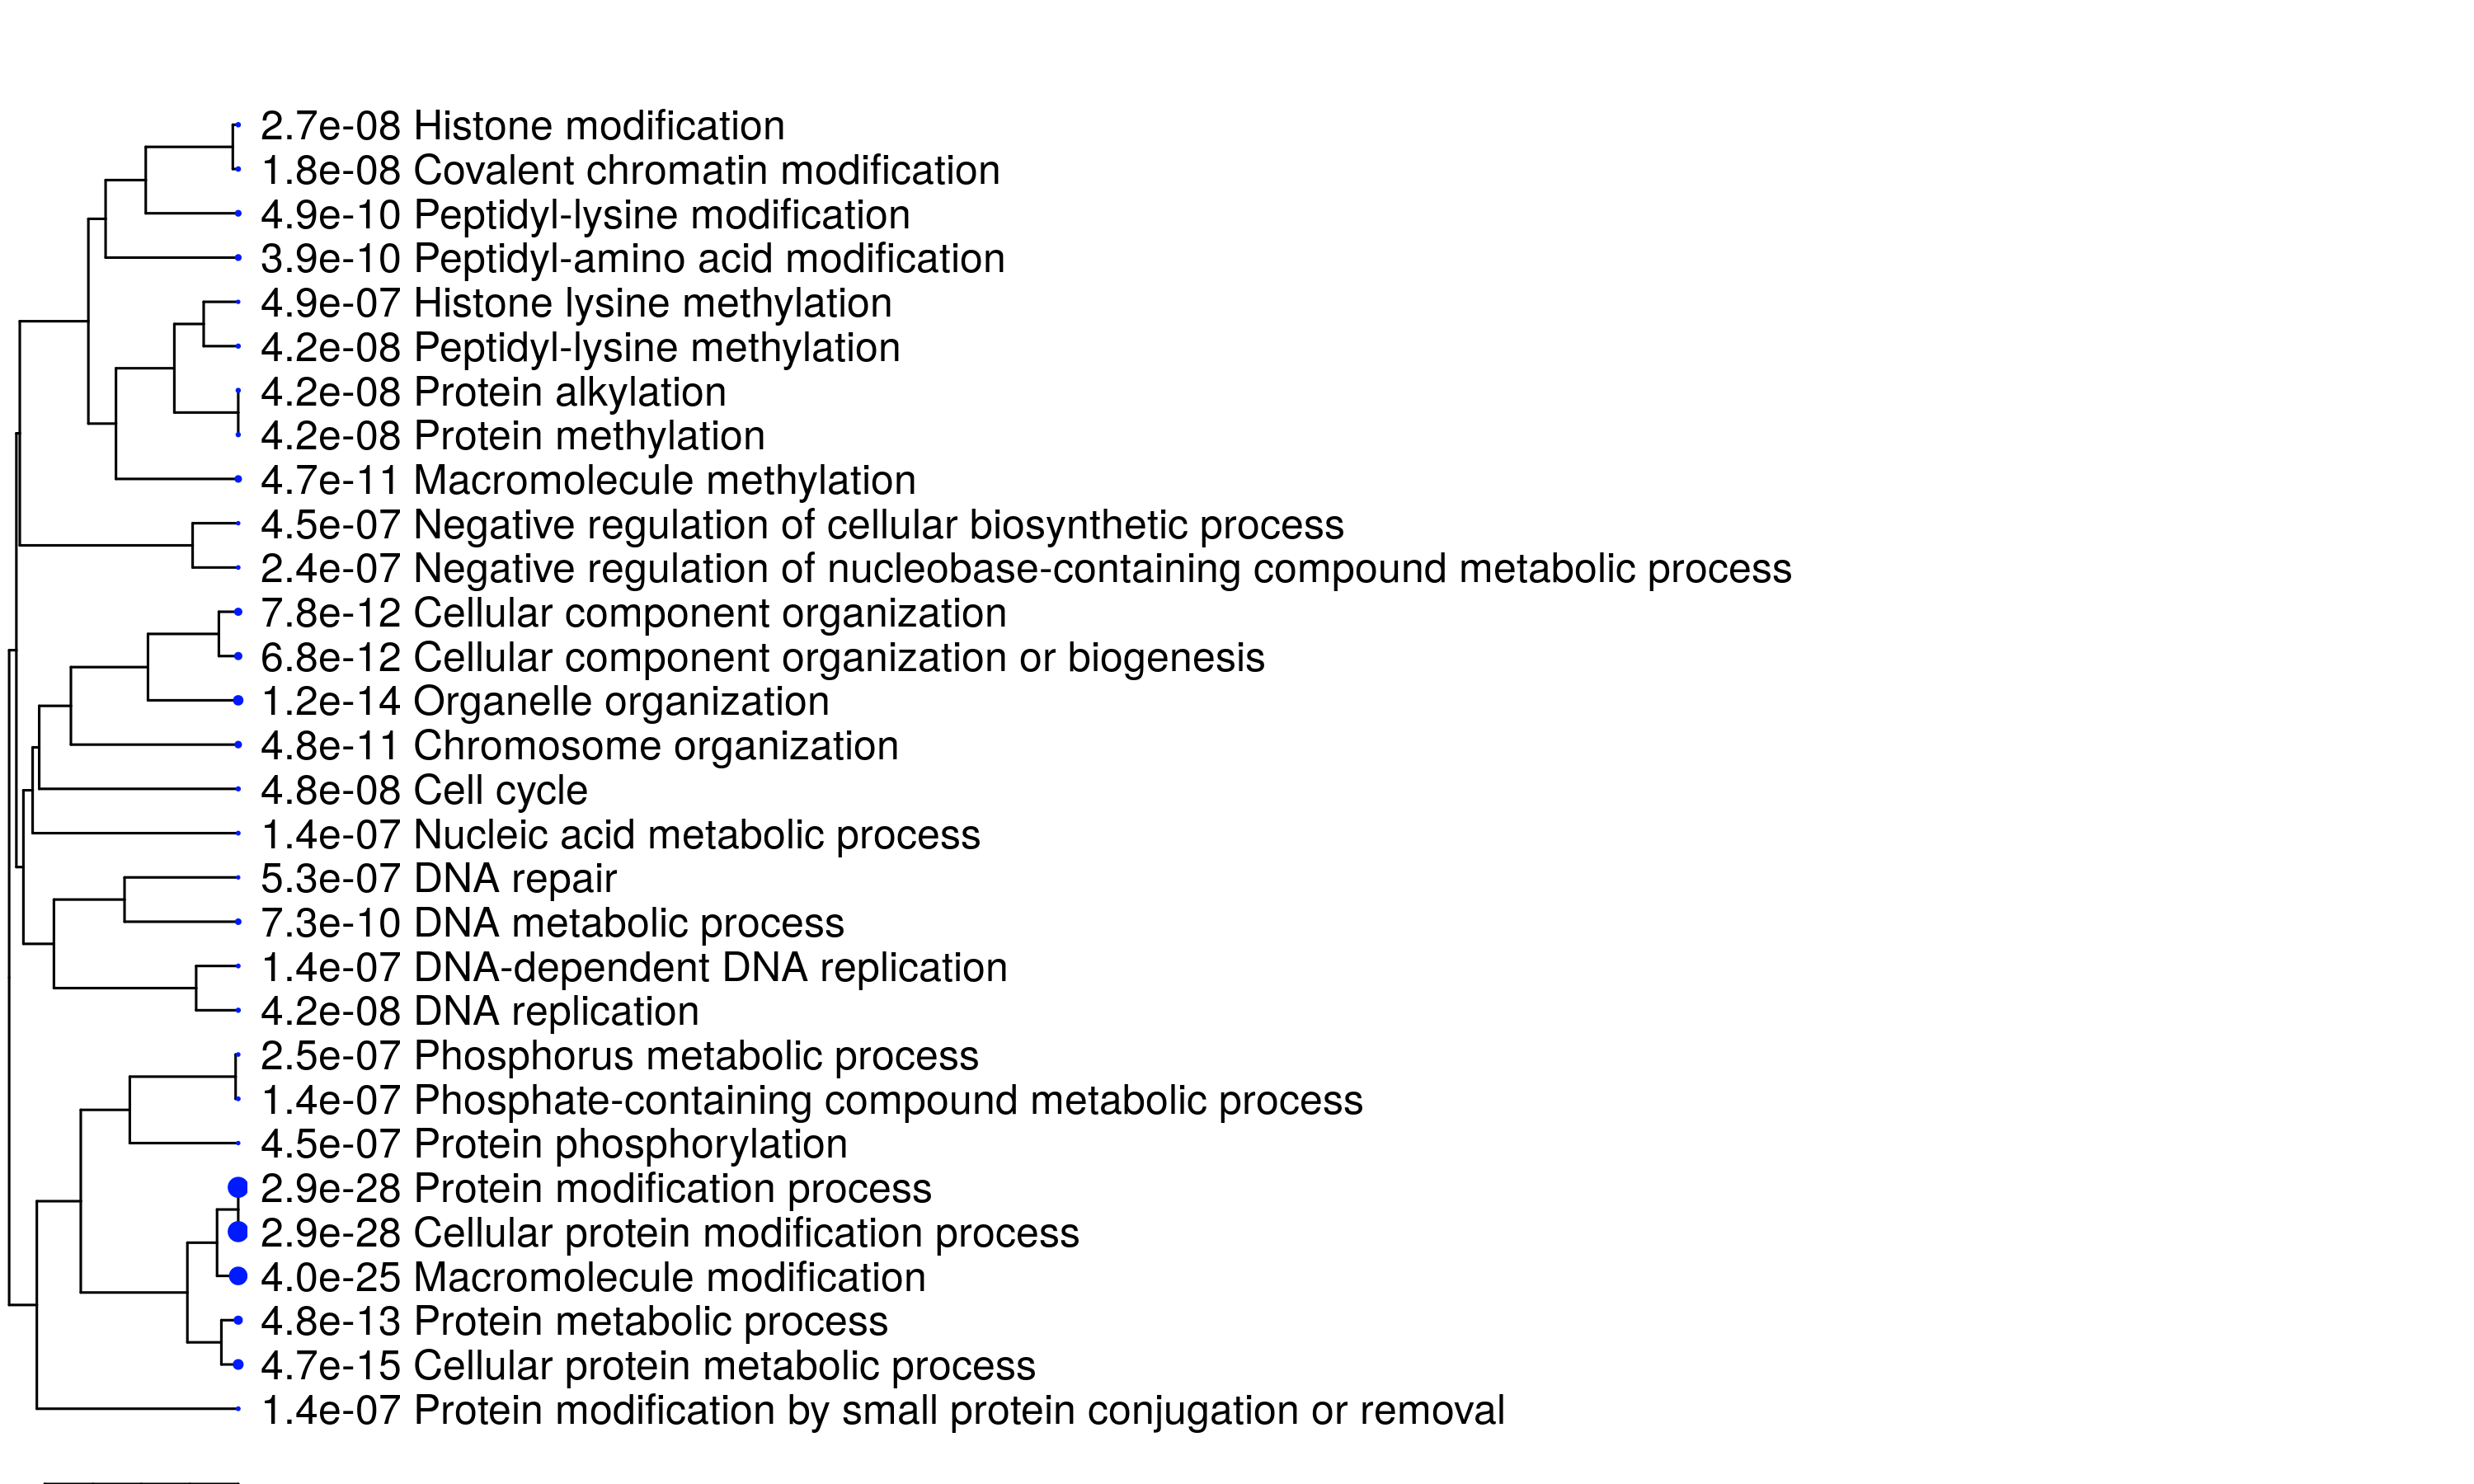 2.7e-08 Histone modification
1.8e-08 Covalent chromatin modification
4.9e-10 Peptidyl-lysine modification
3.9e-10 Peptidyl-amino acid modification
4.9e-07 Histone lysine methylation
4.2e-08 Peptidyl-lysine methylation
4.2e-08 Protein alkylation
4.2e-08 Protein methylation
4.7e-11 Macromolecule methylation
4.5e-07 Negative regulation of cellular biosynthetic process
2.4e-07 Negative regulation of nucleobase-containing compound metabolic process
7.8e-12 Cellular component organization
6.8e-12 Cellular component organization or biogenesis
1.2e-14 Organelle organization
4.8e-11 Chromosome organization
4.8e-08 Cell cycle
1.4e-07 Nucleic acid metabolic process
5.3e-07 DNA repair
7.3e-10 DNA metabolic process
1.4e-07 DNA-dependent DNA replication
4.2e-08 DNA replication
2.5e-07 Phosphorus metabolic process
1.4e-07 Phosphate-containing compound metabolic process
4.5e-07 Protein phosphorylation
2.9e-28 Protein modification process
2.9e-28 Cellular protein modification process
4.0e-25 Macromolecule modification
4.8e-13 Protein metabolic process
4.7e-15 Cellular protein metabolic process
1.4e-07 Protein modification by small protein conjugation or removal